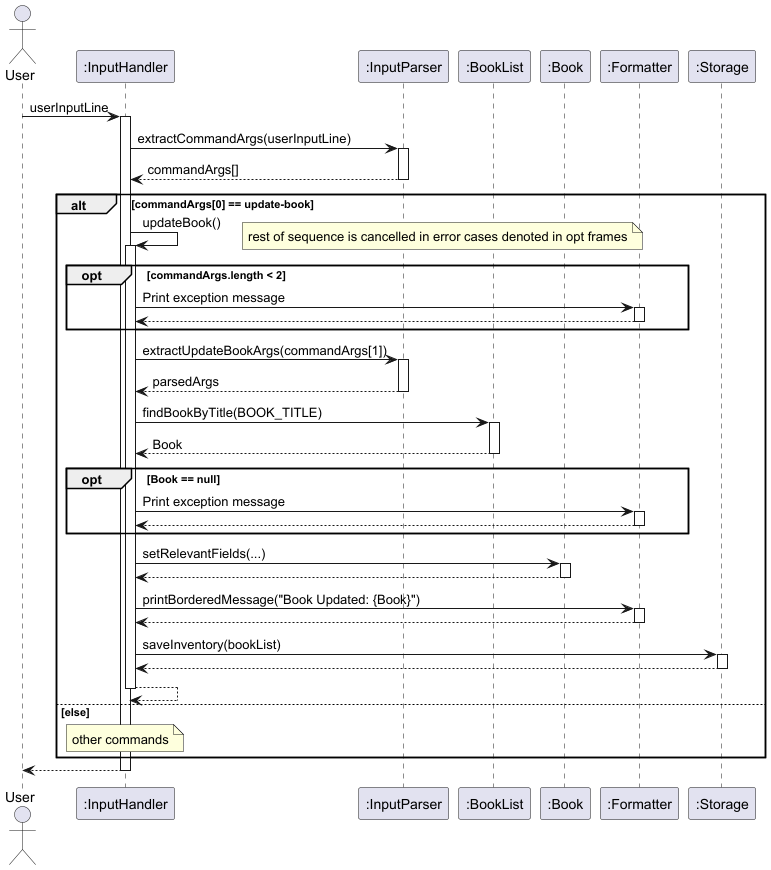 User
:InputHandler
:InputParser
:BookList
:Book
:Formatter
:Storage
userInputLine
extractCommandArgs(userInputLine)
commandArgs[]
alt
[commandArgs[0] == update-book]
updateBook()
rest of sequence is cancelled in error cases denoted in opt frames
opt
[commandArgs.length < 2]
Print exception message
extractUpdateBookArgs(commandArgs[1])
parsedArgs
findBookByTitle(BOOK_TITLE)
Book
opt
[Book == null]
Print exception message
setRelevantFields(...)
printBorderedMessage("Book Updated: {Book}")
saveInventory(bookList)
[else]
other commands
User
:InputHandler
:InputParser
:BookList
:Book
:Formatter
:Storage